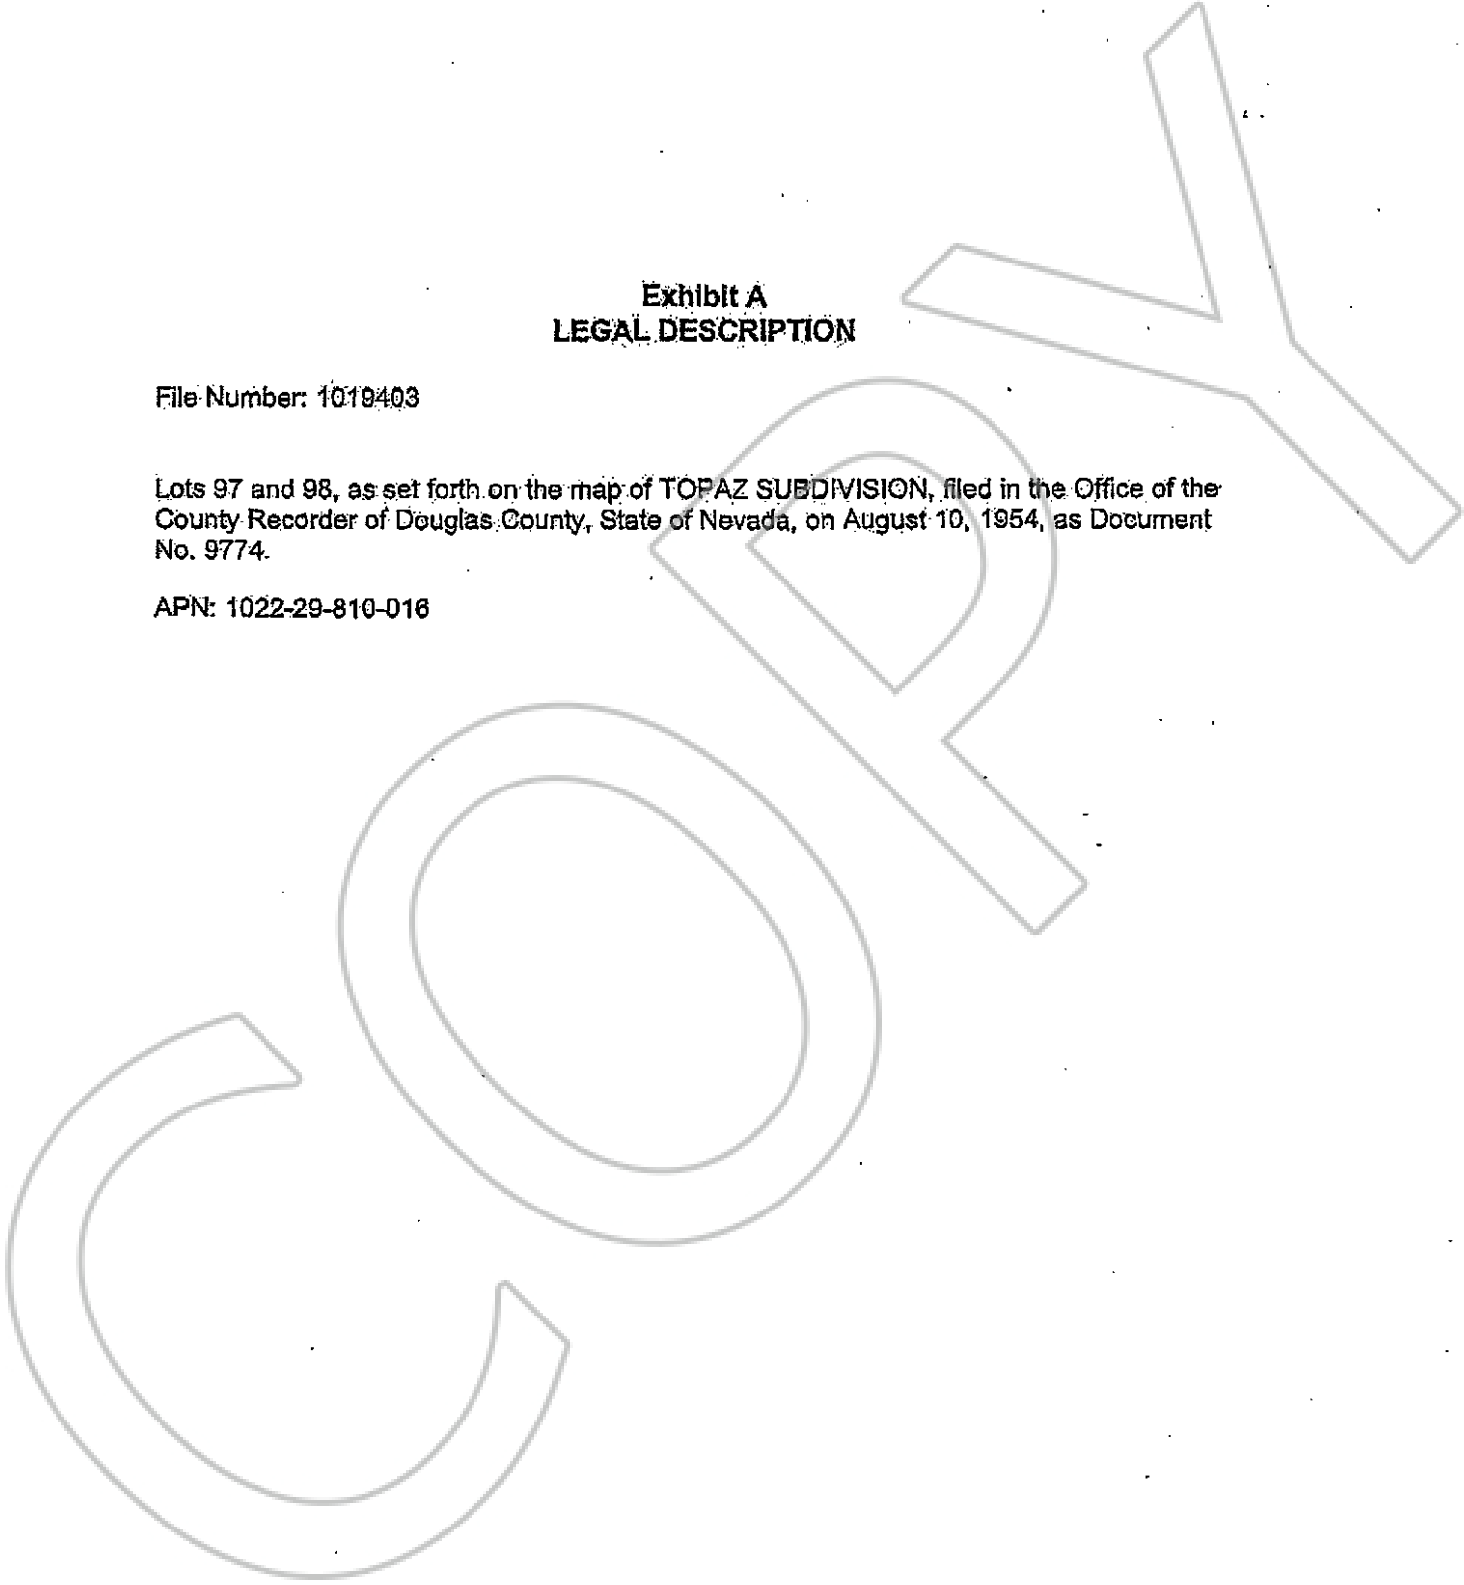 Exhibit A
LEGAL DESCRIPTION
File Number: 1019403
Lots 97 and 98, as set forth on the map of TOPAZ SUBDIVISION, filed in the Office of the
County Recorder of Douglas County, State of Nevada, on August 10, 1954, as Document
No. 9774.
APN: 1022-29-810-016
COPY